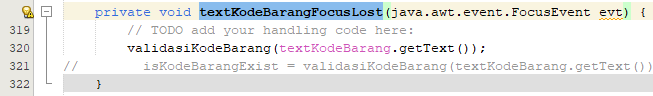 private void textKodeBarangFocusLost(java.awt.event.FocusEvent evt) {
319 // TODO add your handling code here:
320 validasiKodeBarang(textKodeBarang.getText());
321 // isKodeBarangExist = validasiKodeBarang(textKodeBarang.getText())
322 }